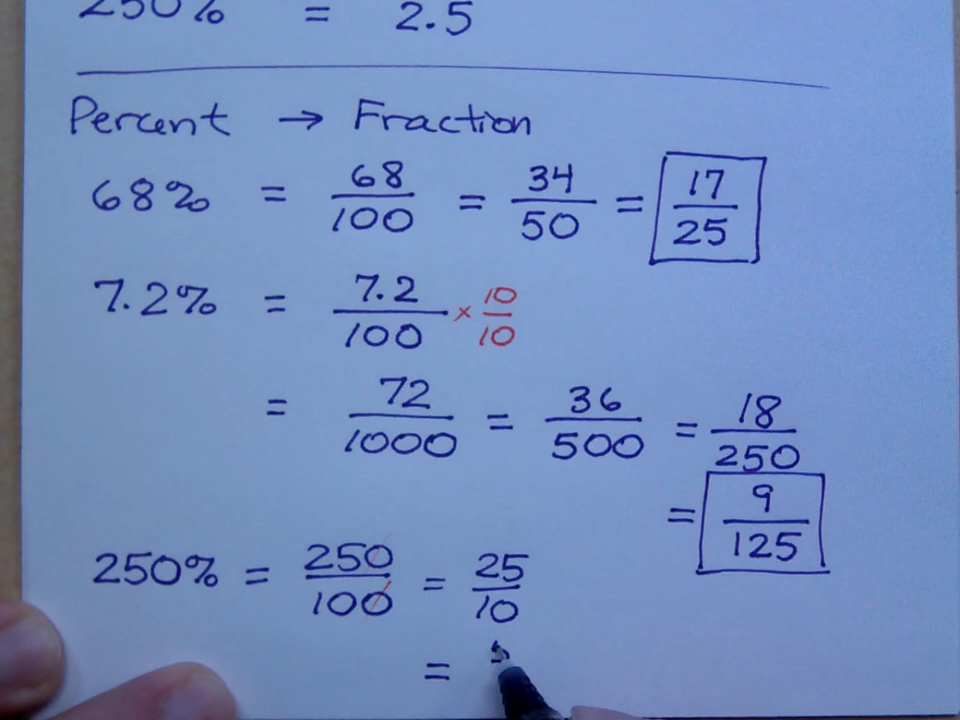 250% = 2.5
Percent → Fraction
68% = 68/100 = 34/50 = 17/25
7.2% = 7.2/100 × 10/10
= 72/1000 = 36/500 = 18/250
= 9/125
250% = 250/100 = 25/10
=